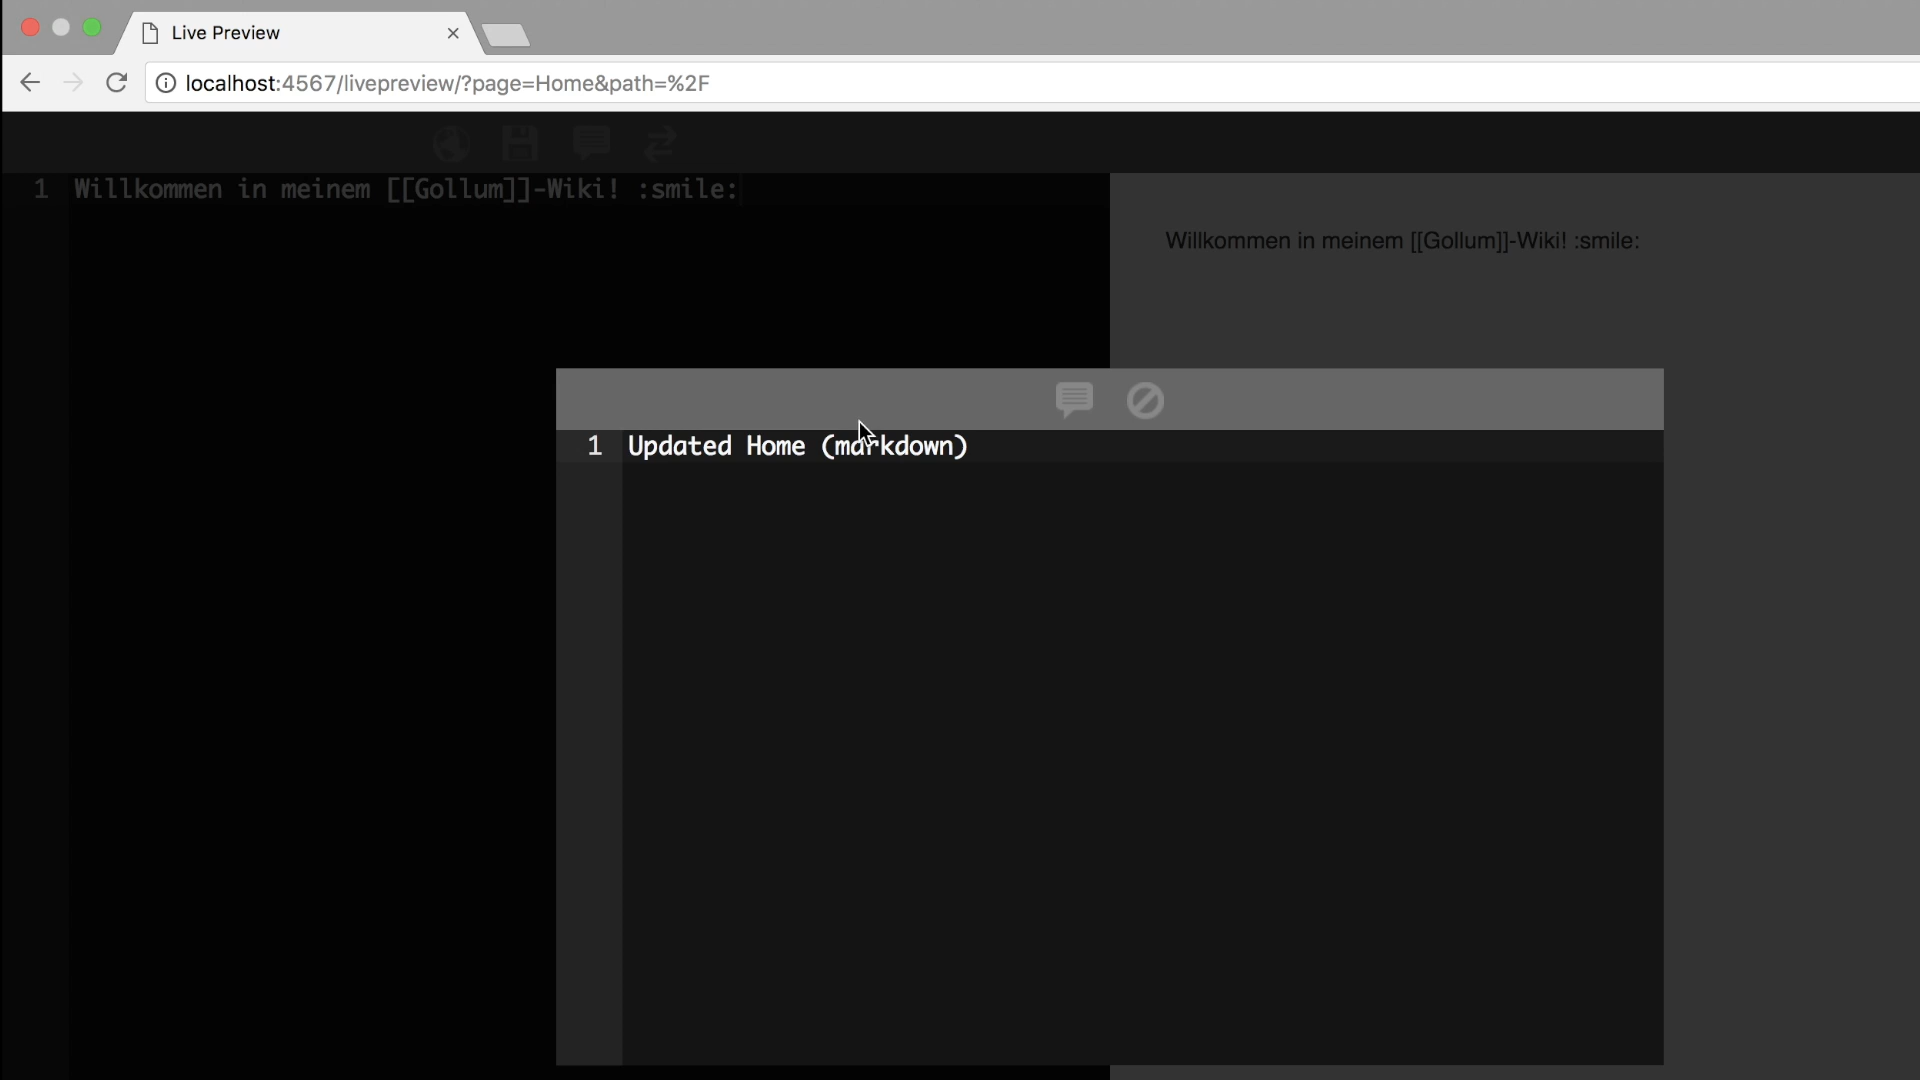 Live Preview
localhost:4567/livepreview/?page=Home&path=%2F
1 Willkommen in meinem [[Gollum]]-Wiki! :smile:
Willkommen in meinem [[Gollum]]-Wiki! :smile:
1 Updated Home (markdown)